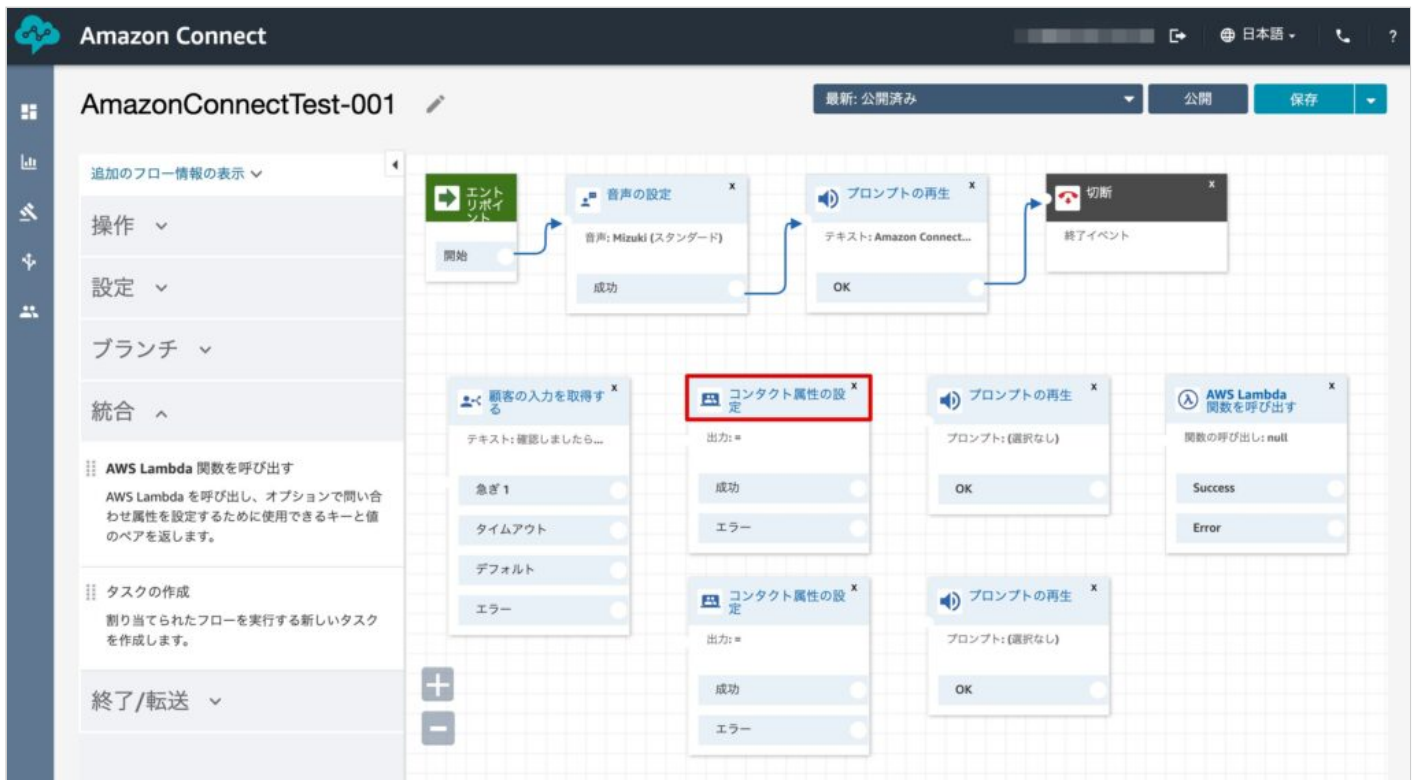 Amazon Connect
日本語
?
AmazonConnectTest-001
最新: 公開済み
公開
保存
追加のフロー情報の表示
操作
設定
ブランチ
統合
AWS Lambda 関数を呼び出す
AWS Lambda を呼び出し、オプションで問い合
わせ属性を設定するために使用できるキーと値
のペアを返します。
タスクの作成
割り当てられたフローを実行する新しいタスク
を作成します。
終了/転送
エント
リポイ
ント
開始
音声の設定
x
音声: Mizuki (スタンダード)
成功
プロンプトの再生
x
テキスト: Amazon Connect...
OK
切断
x
終了イベント
顧客の入力を取得す
る
x
テキスト: 確認しましたら...
急ぎ 1
タイムアウト
デフォルト
エラー
コンタクト属性の設
定
x
出力: =
成功
エラー
プロンプトの再生
x
プロンプト: (選択なし)
OK
AWS Lambda
関数を呼び出す
x
関数の呼び出し: null
Success
Error
コンタクト属性の設
定
x
出力: =
成功
エラー
プロンプトの再生
x
プロンプト: (選択なし)
OK